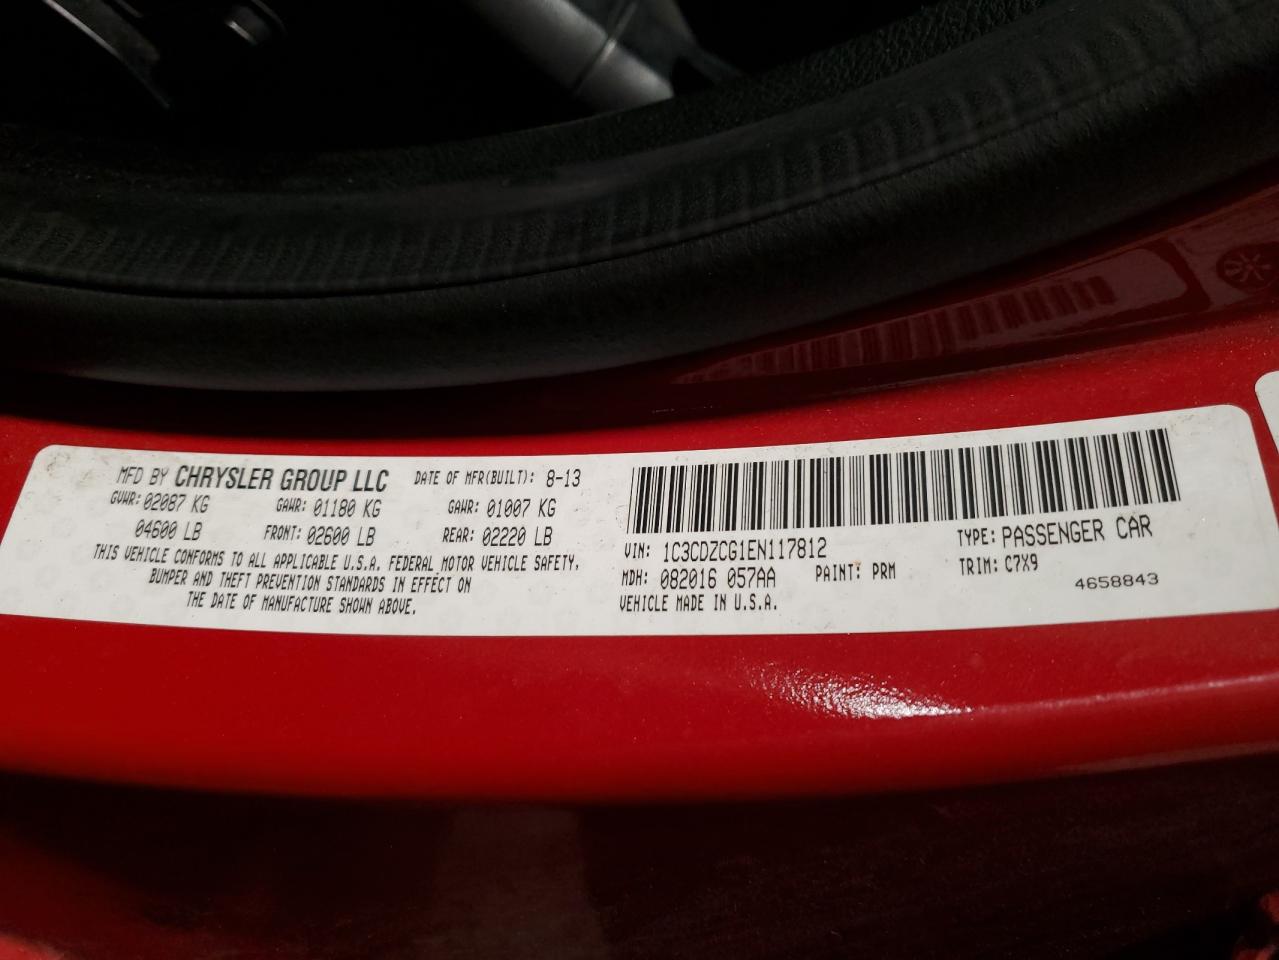 MFD BY CHRYSLER GROUP LLC DATE OF MFR(BUILT): 8-13
GVWR: 02087 KG GAWR: 01180 KG GAWR: 01007 KG
04600 LB FRONT: 02600 LB REAR: 02220 LB
THIS VEHICLE CONFORMS TO ALL APPLICABLE U.S.A. FEDERAL MOTOR VEHICLE SAFETY,
BUMPER AND THEFT PREVENTION STANDARDS IN EFFECT ON
THE DATE OF MANUFACTURE SHOWN ABOVE.
VIN: 1C3CDZCG1EN117812 TYPE: PASSENGER CAR
MDH: 082016 057AA PAINT: PRM TRIM: C7X9
VEHICLE MADE IN U.S.A. 4658843